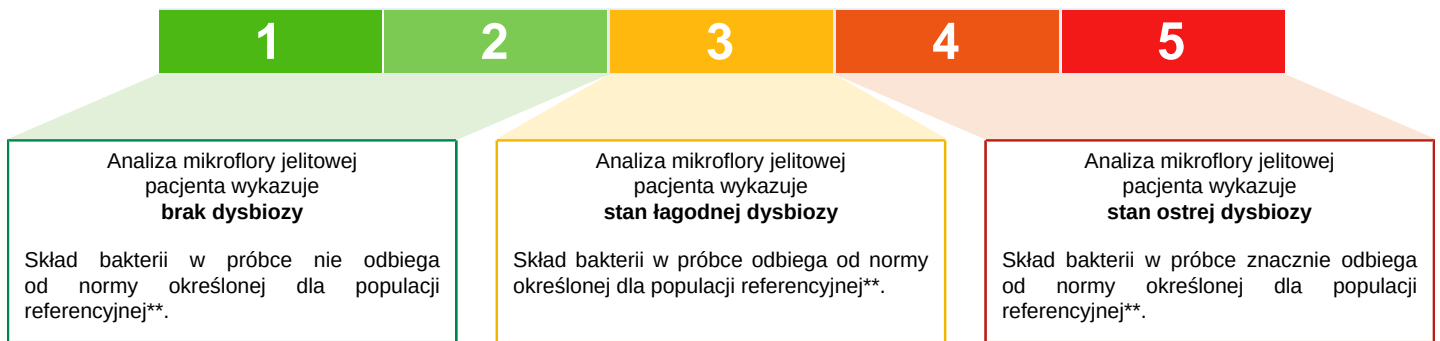 1 2 3 4 5
Analiza mikroflory jelitowej
pacjenta wykazuje
brak dysbiozy
Skład bakterii w próbce nie odbiega
od normy określonej dla populacji
referencyjnej**.
Analiza mikroflory jelitowej
pacjenta wykazuje
stan łagodnej dysbiozy
Skład bakterii w próbce odbiega od normy
określonej dla populacji referencyjnej**.
Analiza mikroflory jelitowej
pacjenta wykazuje
stan ostrej dysbiozy
Skład bakterii w próbce znacznie odbiega
od normy określonej dla populacji
referencyjnej**.